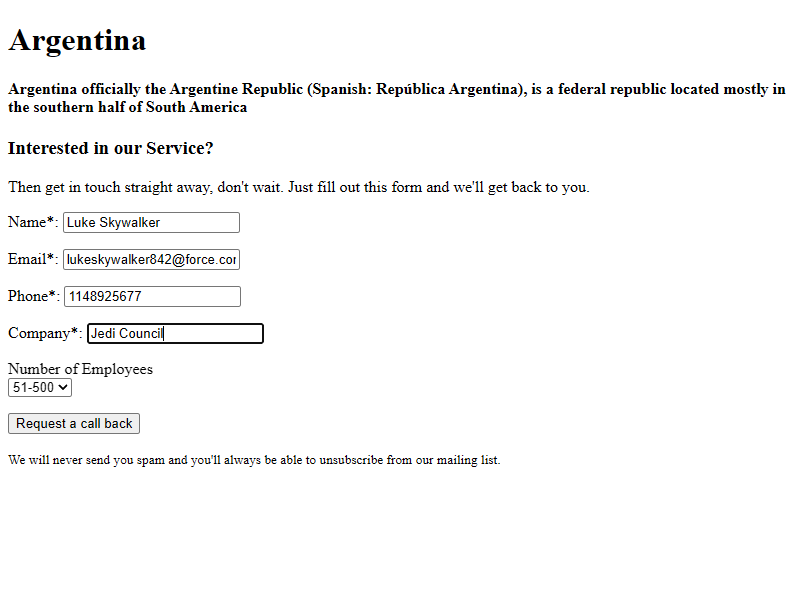 Argentina
Argentina officially the Argentine Republic (Spanish: República Argentina), is a federal republic located mostly in
the southern half of South America
Interested in our Service?
Then get in touch straight away, don't wait. Just fill out this form and we'll get back to you.
Name*: Luke Skywalker
Email*: lukeskywalker842@force.com
Phone*: 1148925677
Company*: Jedi Council
Number of Employees
51-500
Request a call back
We will never send you spam and you'll always be able to unsubscribe from our mailing list.